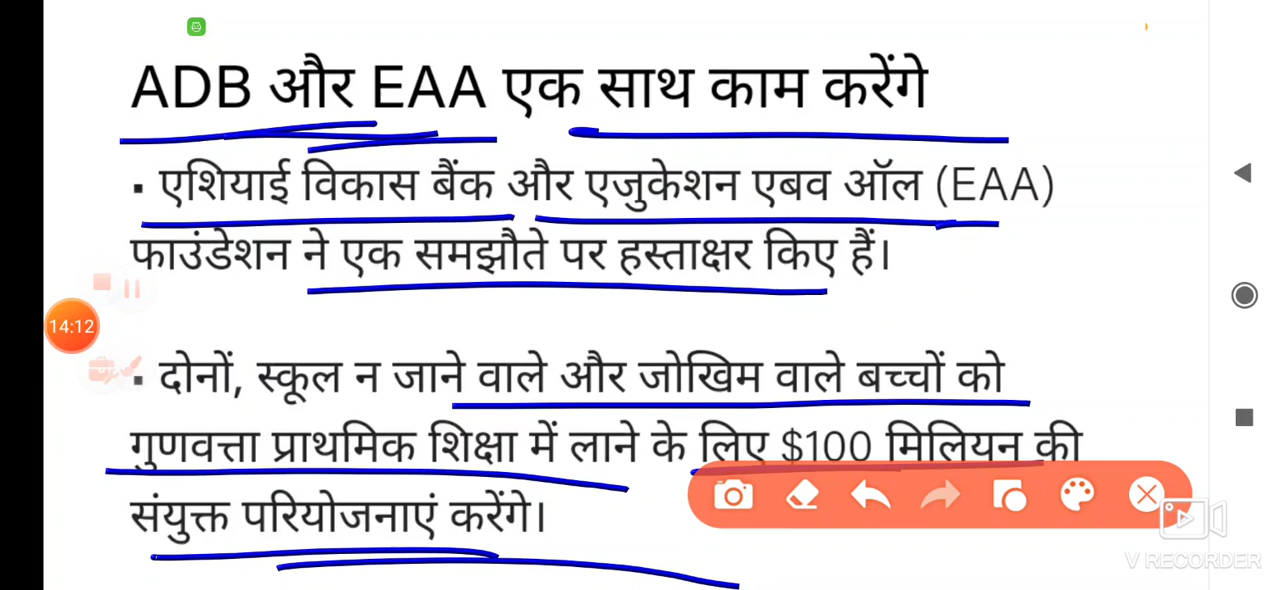 ADB और EAA एक साथ काम करेंगे
▪ एशियाई विकास बैंक और एजुकेशन एबव ऑल (EAA)
फाउंडेशन ने एक समझौते पर हस्ताक्षर किए हैं।
14:12
▪ दोनों, स्कूल न जाने वाले और जोखिम वाले बच्चों को
गुणवत्ता प्राथमिक शिक्षा में लाने के लिए $100 मिलियन की
संयुक्त परियोजनाएं करेंगे।
V RECORDER